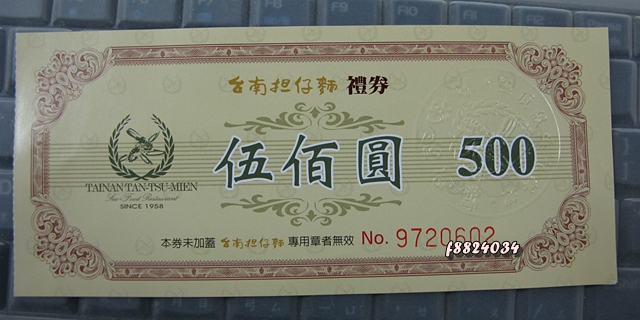 台南担仔麵 禮券
TAINAN TAN-TSU-MIEN
Sea-Food Restaurant
SINCE 1958
伍佰圓 500
本券未加蓋 台南担仔麵 專用章者無效 No. 9720602
f8824034